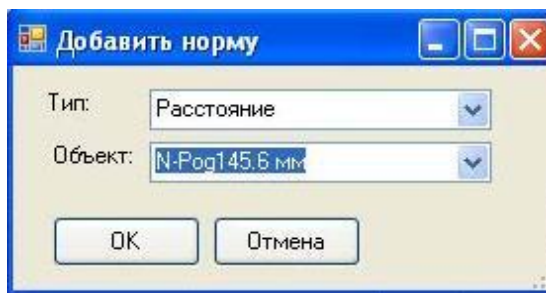 Добавить норму
Тип: Расстояние
Объект: N-Pog145.6 мм
OK Отмена